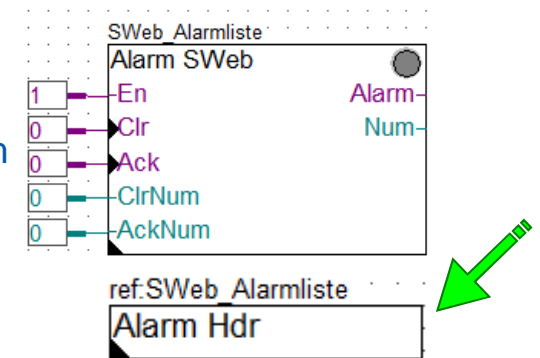 SWeb_Alarmliste
Alarm SWeb
1 En Alarm
0 Clr Num
n
0 Ack
0 ClrNum
0 AckNum
ref:SWeb_Alarmliste
Alarm Hdr